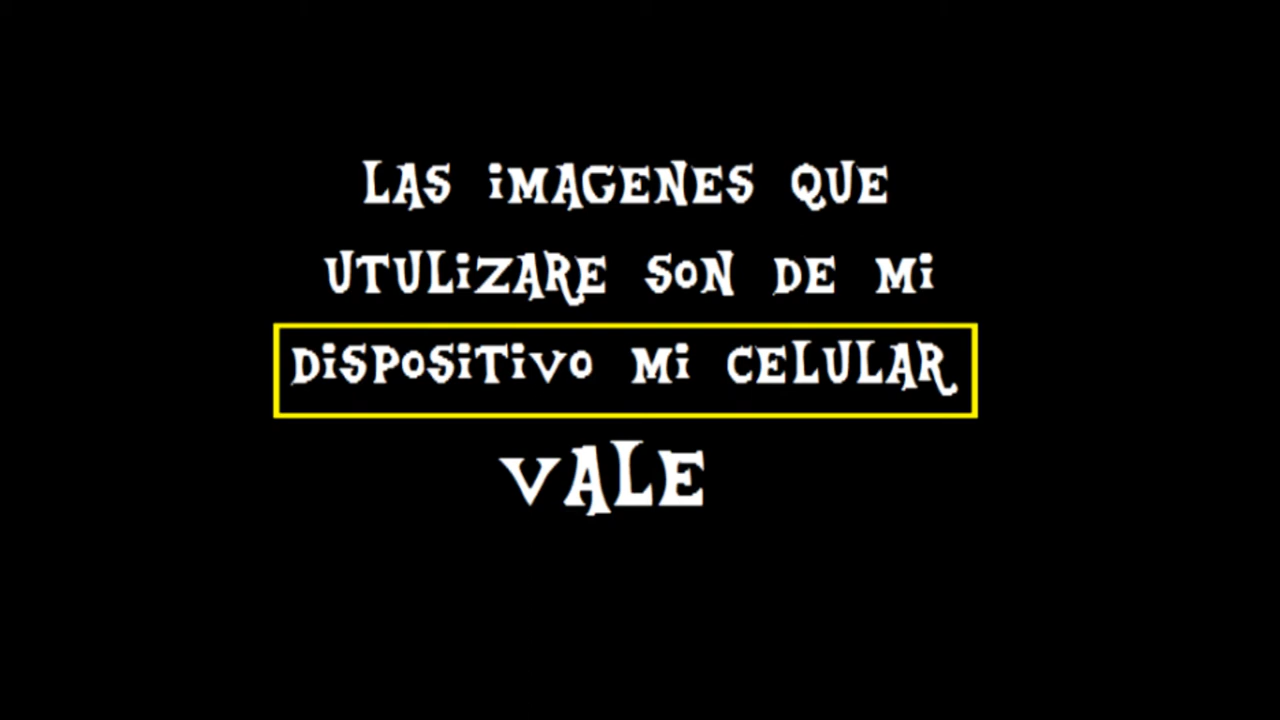 LAS iMAGENES QUE
UTULiZARE SON DE Mi
DiSPOSiTiVO Mi CELULAR
VALE